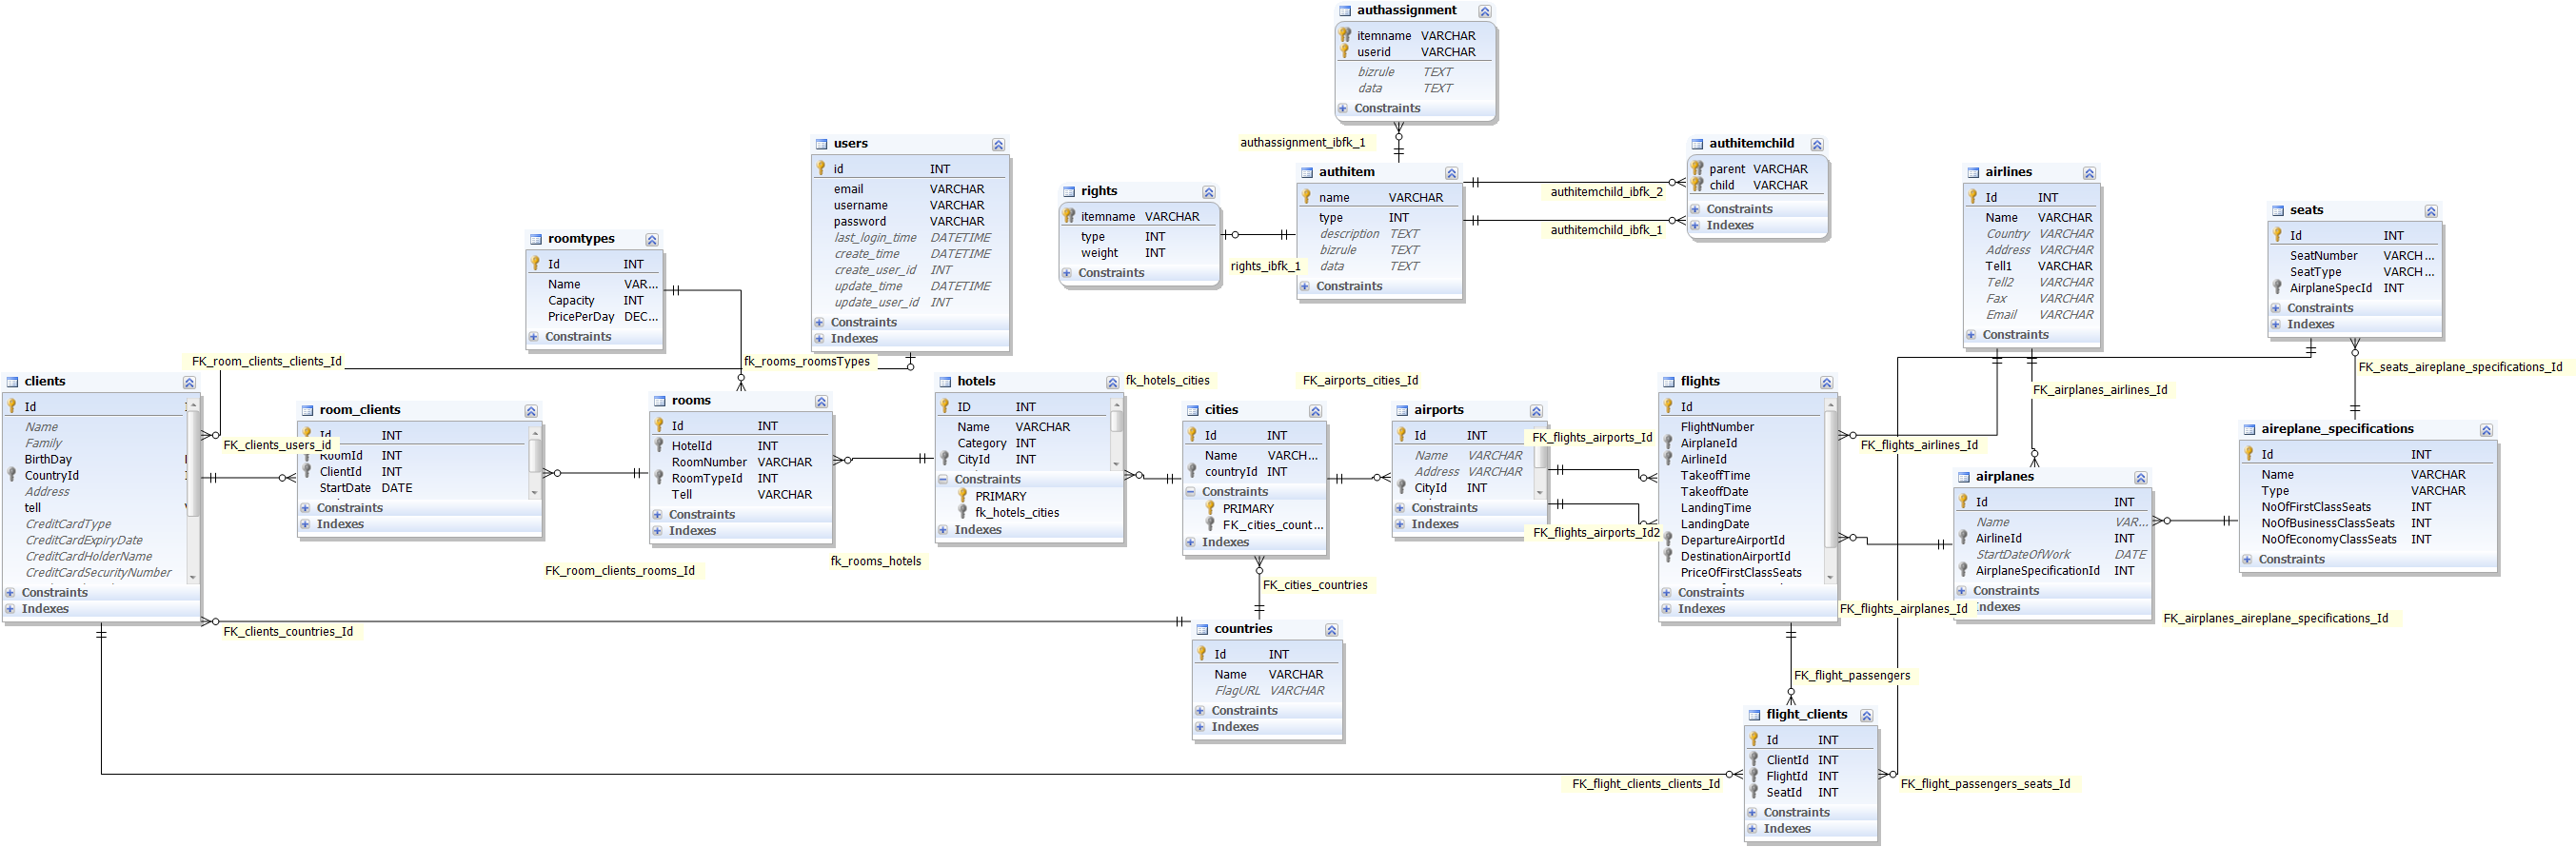 authassignment
itemname VARCHAR
userid VARCHAR
bizrule TEXT
data TEXT
Constraints
authassignment_ibfk_1
users
id INT
email VARCHAR
username VARCHAR
password VARCHAR
last_login_time DATETIME
create_time DATETIME
create_user_id INT
update_time DATETIME
update_user_id INT
Constraints
Indexes
rights
itemname VARCHAR
type INT
weight INT
Constraints
rights_ibfk_1
authitem
name VARCHAR
type INT
description TEXT
bizrule TEXT
data TEXT
Constraints
authitemchild_ibfk_2
authitemchild_ibfk_1
authitemchild
parent VARCHAR
child VARCHAR
Constraints
Indexes
airlines
Id INT
Name VARCHAR
Country VARCHAR
Address VARCHAR
Tell1 VARCHAR
Tell2 VARCHAR
Fax VARCHAR
Email VARCHAR
Constraints
seats
Id INT
SeatNumber VARCH...
SeatType VARCH...
AirplaneSpecId INT
Constraints
Indexes
roomtypes
Id INT
Name VAR...
Capacity INT
PricePerDay DEC...
Constraints
FK_room_clients_clients_Id
fk_rooms_roomsTypes
clients
Id
Name
Family
BirthDay
CountryId
Address
tell
CreditCardType
CreditCardExpiryDate
CreditCardHolderName
CreditCardSecurityNumber
Constraints
Indexes
FK_clients_users_id
room_clients
Id INT
RoomId INT
ClientId INT
StartDate DATE
Constraints
Indexes
FK_room_clients_rooms_Id
rooms
Id INT
HotelId INT
RoomNumber VARCHAR
RoomTypeId INT
Tell VARCHAR
Constraints
Indexes
fk_rooms_hotels
hotels
ID INT
Name VARCHAR
Category INT
CityId INT
Constraints
PRIMARY
fk_hotels_cities
Indexes
fk_hotels_cities
cities
Id INT
Name VARCH...
countryId INT
Constraints
PRIMARY
FK_cities_count...
Indexes
FK_airports_cities_Id
airports
Id INT
Name VARCHAR
Address VARCHAR
CityId INT
Constraints
Indexes
FK_flights_airports_Id
FK_flights_airports_Id2
flights
Id
FlightNumber
AirplaneId
AirlineId
TakeoffTime
TakeoffDate
LandingTime
LandingDate
DepartureAirportId
DestinationAirportId
PriceOfFirstClassSeats
Constraints
Indexes
FK_flights_airlines_Id
FK_airplanes_airlines_Id
FK_seats_aireplane_specifications_Id
airplanes
Id INT
Name VAR...
AirlineId INT
StartDateOfWork DATE
AirplaneSpecificationId INT
Constraints
Indexes
FK_flights_airplanes_Id
FK_airplanes_aireplane_specifications_Id
aireplane_specifications
Id INT
Name VARCHAR
Type VARCHAR
NoOfFirstClassSeats INT
NoOfBusinessClassSeats INT
NoOfEconomyClassSeats INT
Constraints
FK_cities_countries
FK_clients_countries_Id
countries
Id INT
Name VARCHAR
FlagURL VARCHAR
Constraints
Indexes
FK_flight_passengers
flight_clients
Id INT
ClientId INT
FlightId INT
SeatId INT
Constraints
Indexes
FK_flight_clients_clients_Id
FK_flight_passengers_seats_Id